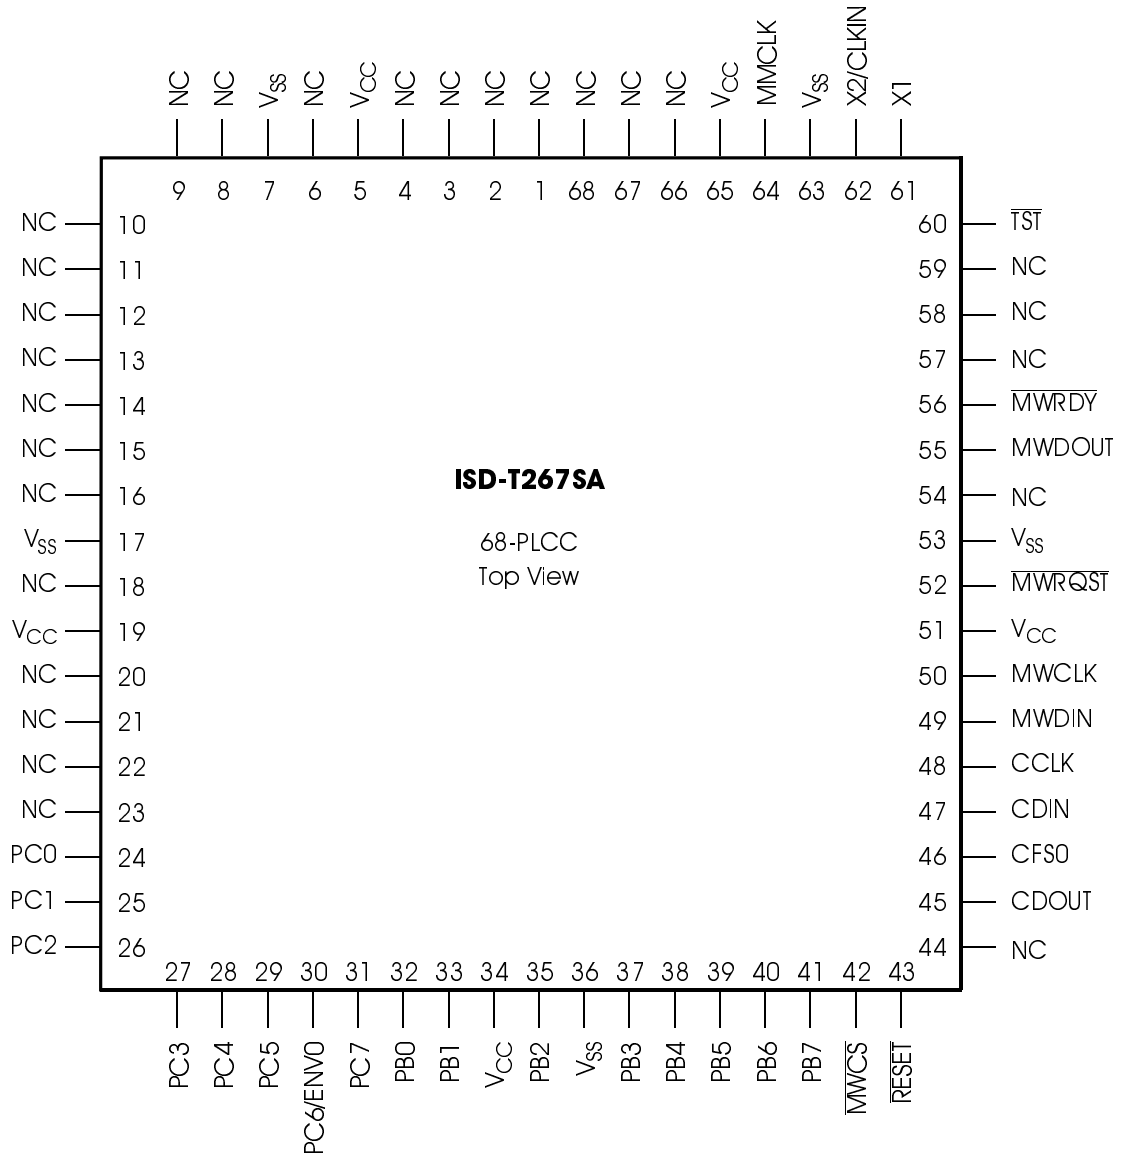 NC NC VSS NC VCC NC NC NC NC NC NC NC VCC MMCLK VSS X2/CLKIN X1
9 8 7 6 5 4 3 2 1 68 67 66 65 64 63 62 61
NC 10 60 TST
NC 11 59 NC
NC 12 58 NC
NC 13 57 NC
NC 14 56 MWRDY
NC 15 55 MWDOUT
ISD-T267SA
NC 16 54 NC
VSS 17 53 VSS
68-PLCC
Top View
NC 18 52 MWRQST
VCC 19 51 VCC
NC 20 50 MWCLK
NC 21 49 MWDIN
NC 22 48 CCLK
NC 23 47 CDIN
PC0 24 46 CFS0
PC1 25 45 CDOUT
PC2 26 44 NC
27 28 29 30 31 32 33 34 35 36 37 38 39 40 41 42 43
PC3 PC4 PC5 PC6/ENV0 PC7 PB0 PB1 VCC PB2 VSS PB3 PB4 PB5 PB6 PB7 MWCS RESET